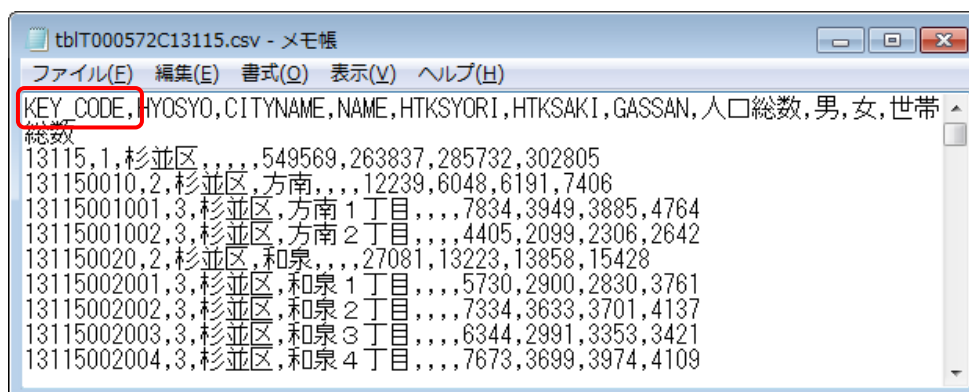 tblT000572C13115.csv - メモ帳
ファイル(F) 編集(E) 書式(O) 表示(V) ヘルプ(H)
KEY_CODE,HYOSYO,CITYNAME,NAME,HTKSYORI,HTKSAKI,GASSAN,人口総数,男,女,世帯
総数
13115,1,杉並区,,,,,549569,263837,285732,302805
131150010,2,杉並区,方南,,,,12239,6048,6191,7406
13115001001,3,杉並区,方南１丁目,,,,7834,3949,3885,4764
13115001002,3,杉並区,方南２丁目,,,,4405,2099,2306,2642
131150020,2,杉並区,和泉,,,,27081,13223,13858,15428
13115002001,3,杉並区,和泉１丁目,,,,5730,2900,2830,3761
13115002002,3,杉並区,和泉２丁目,,,,7334,3633,3701,4137
13115002003,3,杉並区,和泉３丁目,,,,6344,2991,3353,3421
13115002004,3,杉並区,和泉４丁目,,,,7673,3699,3974,4109